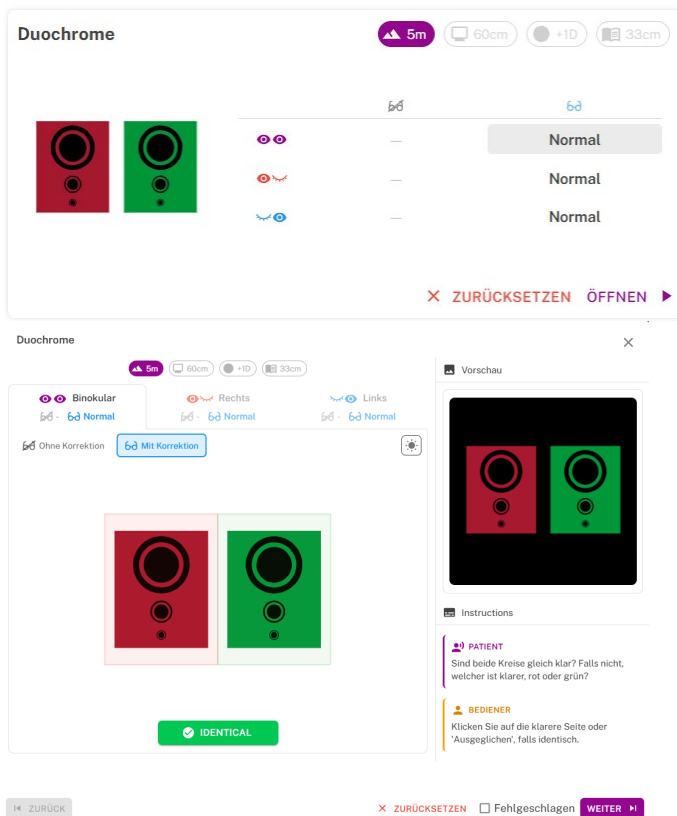 Duochrome
5m
60cm
+1D
33cm
—
Normal
—
Normal
—
Normal
ZURÜCKSETZEN
ÖFFNEN
Duochrome
5m
60cm
+1D
33cm
Binokular
- Normal
Rechts
- Normal
Links
- Normal
Ohne Korrektion
Mit Korrektion
IDENTICAL
Vorschau
Instructions
PATIENT
Sind beide Kreise gleich klar? Falls nicht,
welcher ist klarer, rot oder grün?
BEDIENER
Klicken Sie auf die klarere Seite oder
'Ausgeglichen', falls identisch.
ZURÜCK
ZURÜCKSETZEN
Fehlgeschlagen
WEITER